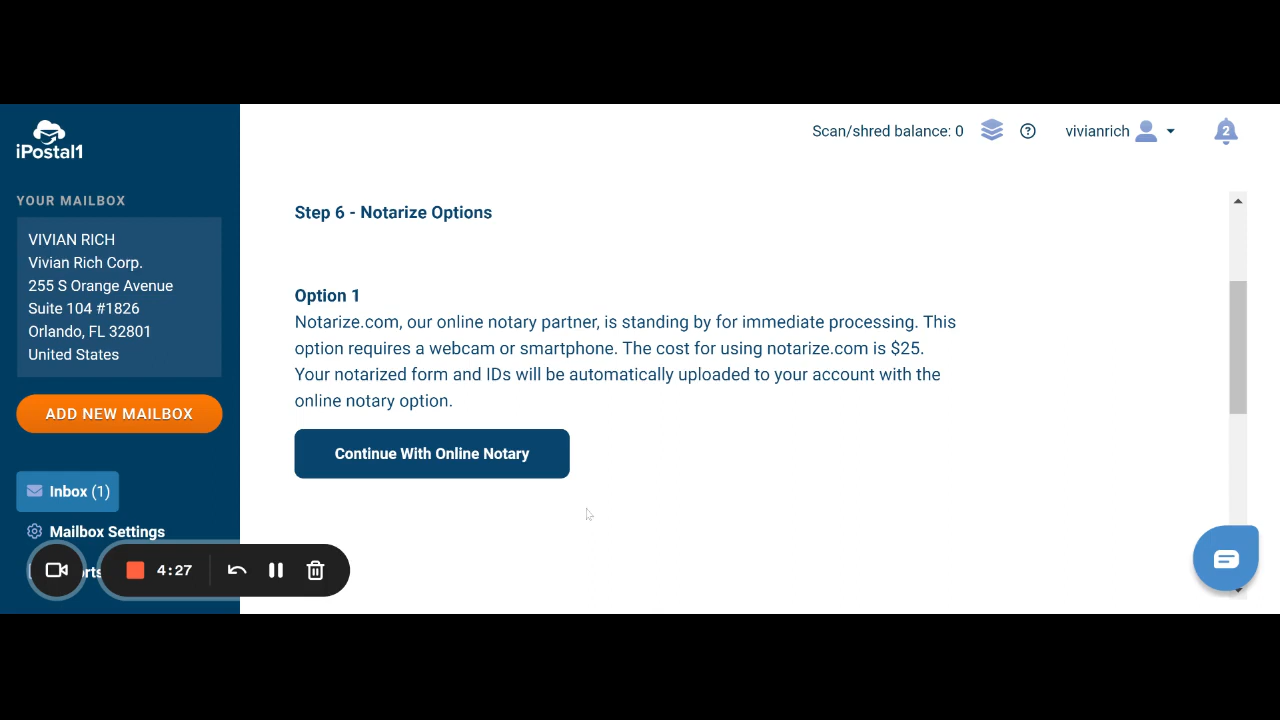 iPostal1
Scan/shred balance: 0
vivianrich
2
YOUR MAILBOX
VIVIAN RICH
Vivian Rich Corp.
255 S Orange Avenue
Suite 104 #1826
Orlando, FL 32801
United States
ADD NEW MAILBOX
Inbox (1)
Mailbox Settings
4:27
Step 6 - Notarize Options
Option 1
Notarize.com, our online notary partner, is standing by for immediate processing. This
option requires a webcam or smartphone. The cost for using notarize.com is $25.
Your notarized form and IDs will be automatically uploaded to your account with the
online notary option.
Continue With Online Notary